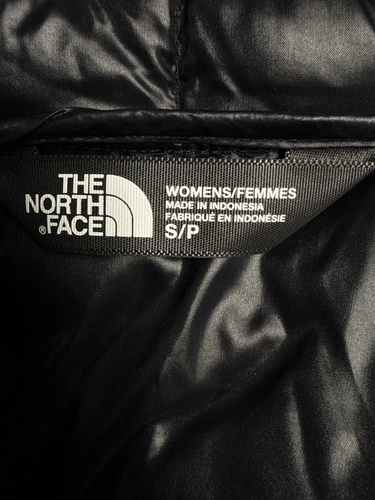 THE
NORTH
®FACE
WOMENS/FEMMES
MADE IN INDONESIA
FABRIQUÉ EN INDONÉSIE
S/P